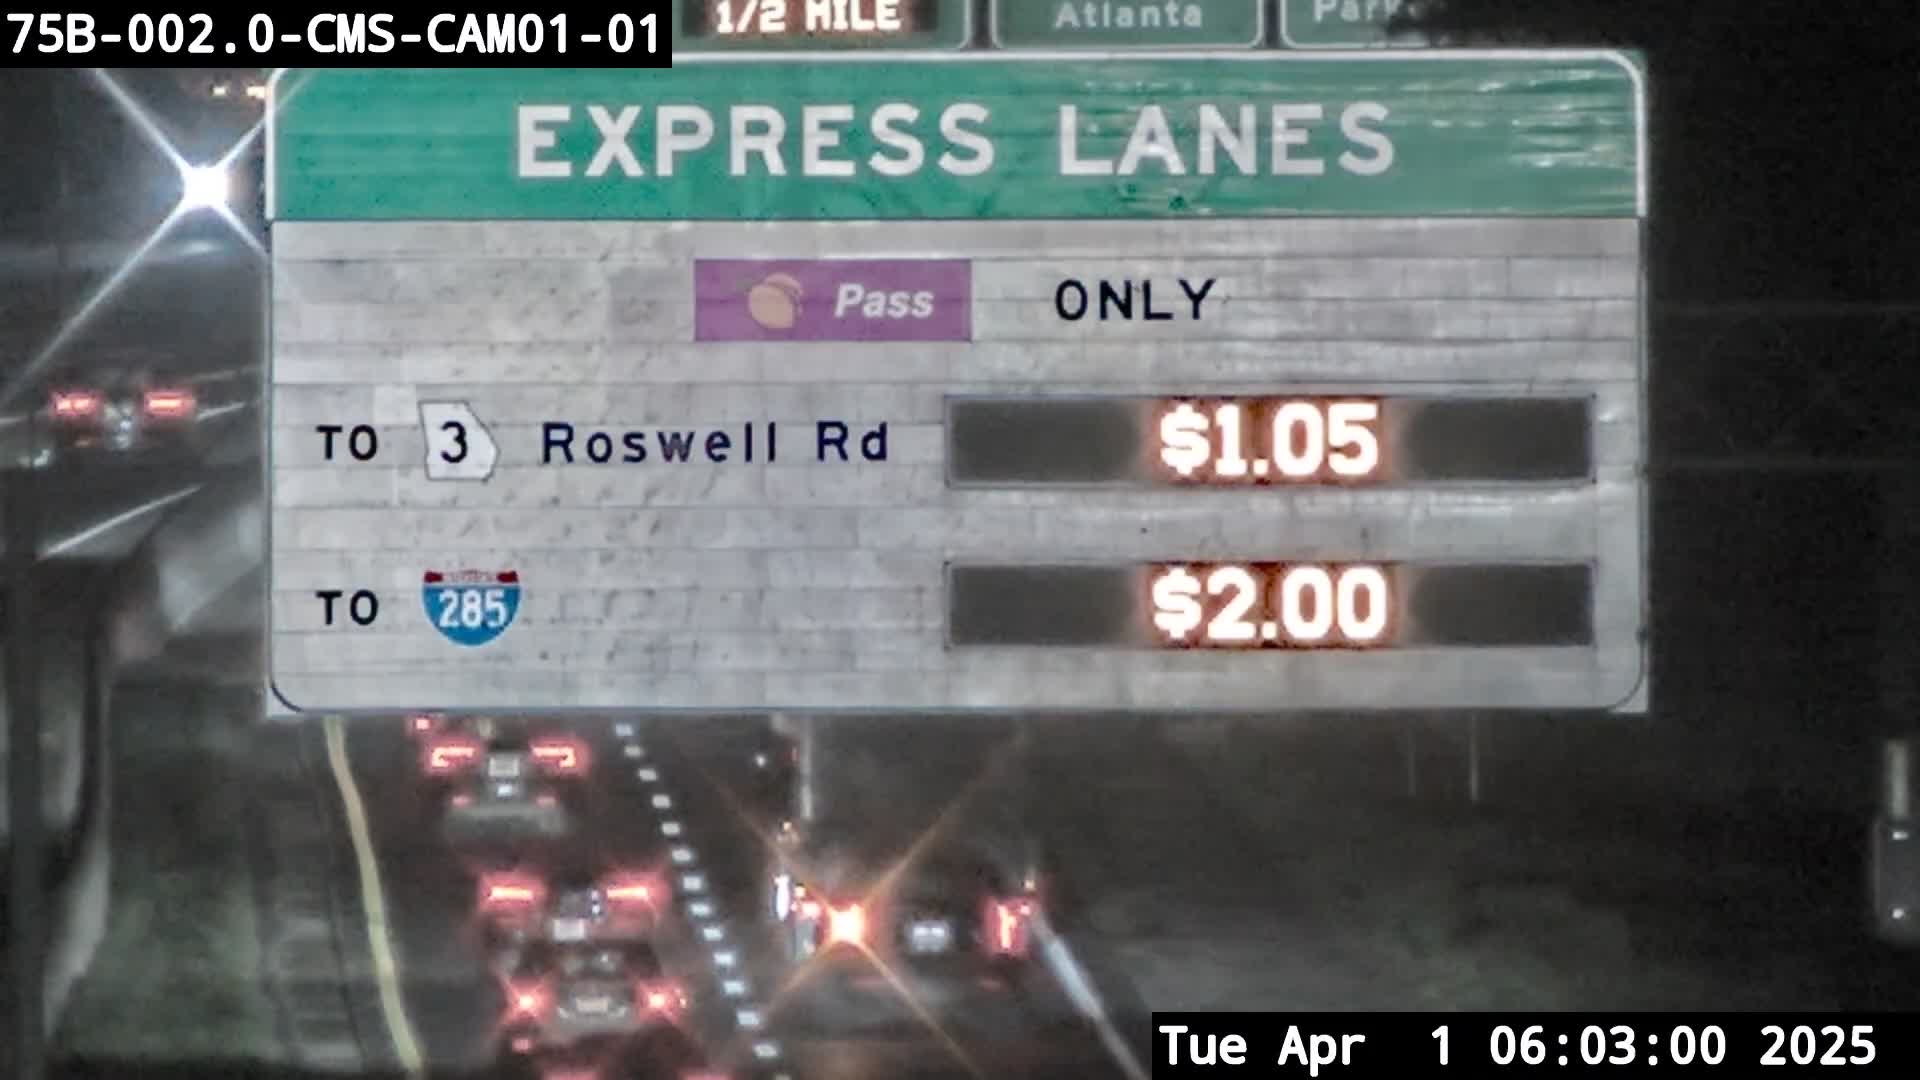 75B-002.0-CMS-CAM01-01
1/2 MILE
Atlanta
Park
EXPRESS LANES
Pass ONLY
TO 3 Roswell Rd $1.05
TO 285 $2.00
Tue Apr 1 06:03:00 2025